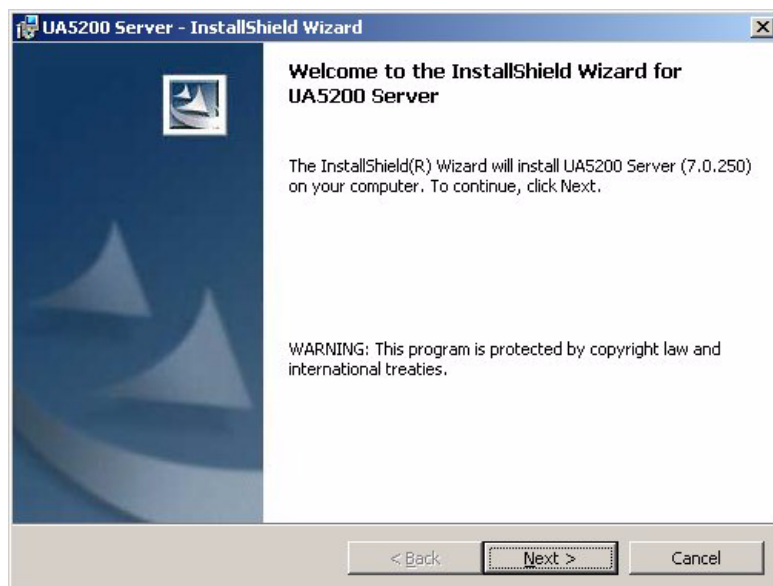 UA5200 Server - InstallShield Wizard
Welcome to the InstallShield Wizard for
UA5200 Server
The InstallShield(R) Wizard will install UA5200 Server (7.0.250)
on your computer. To continue, click Next.
WARNING: This program is protected by copyright law and
international treaties.
< Back
Next >
Cancel